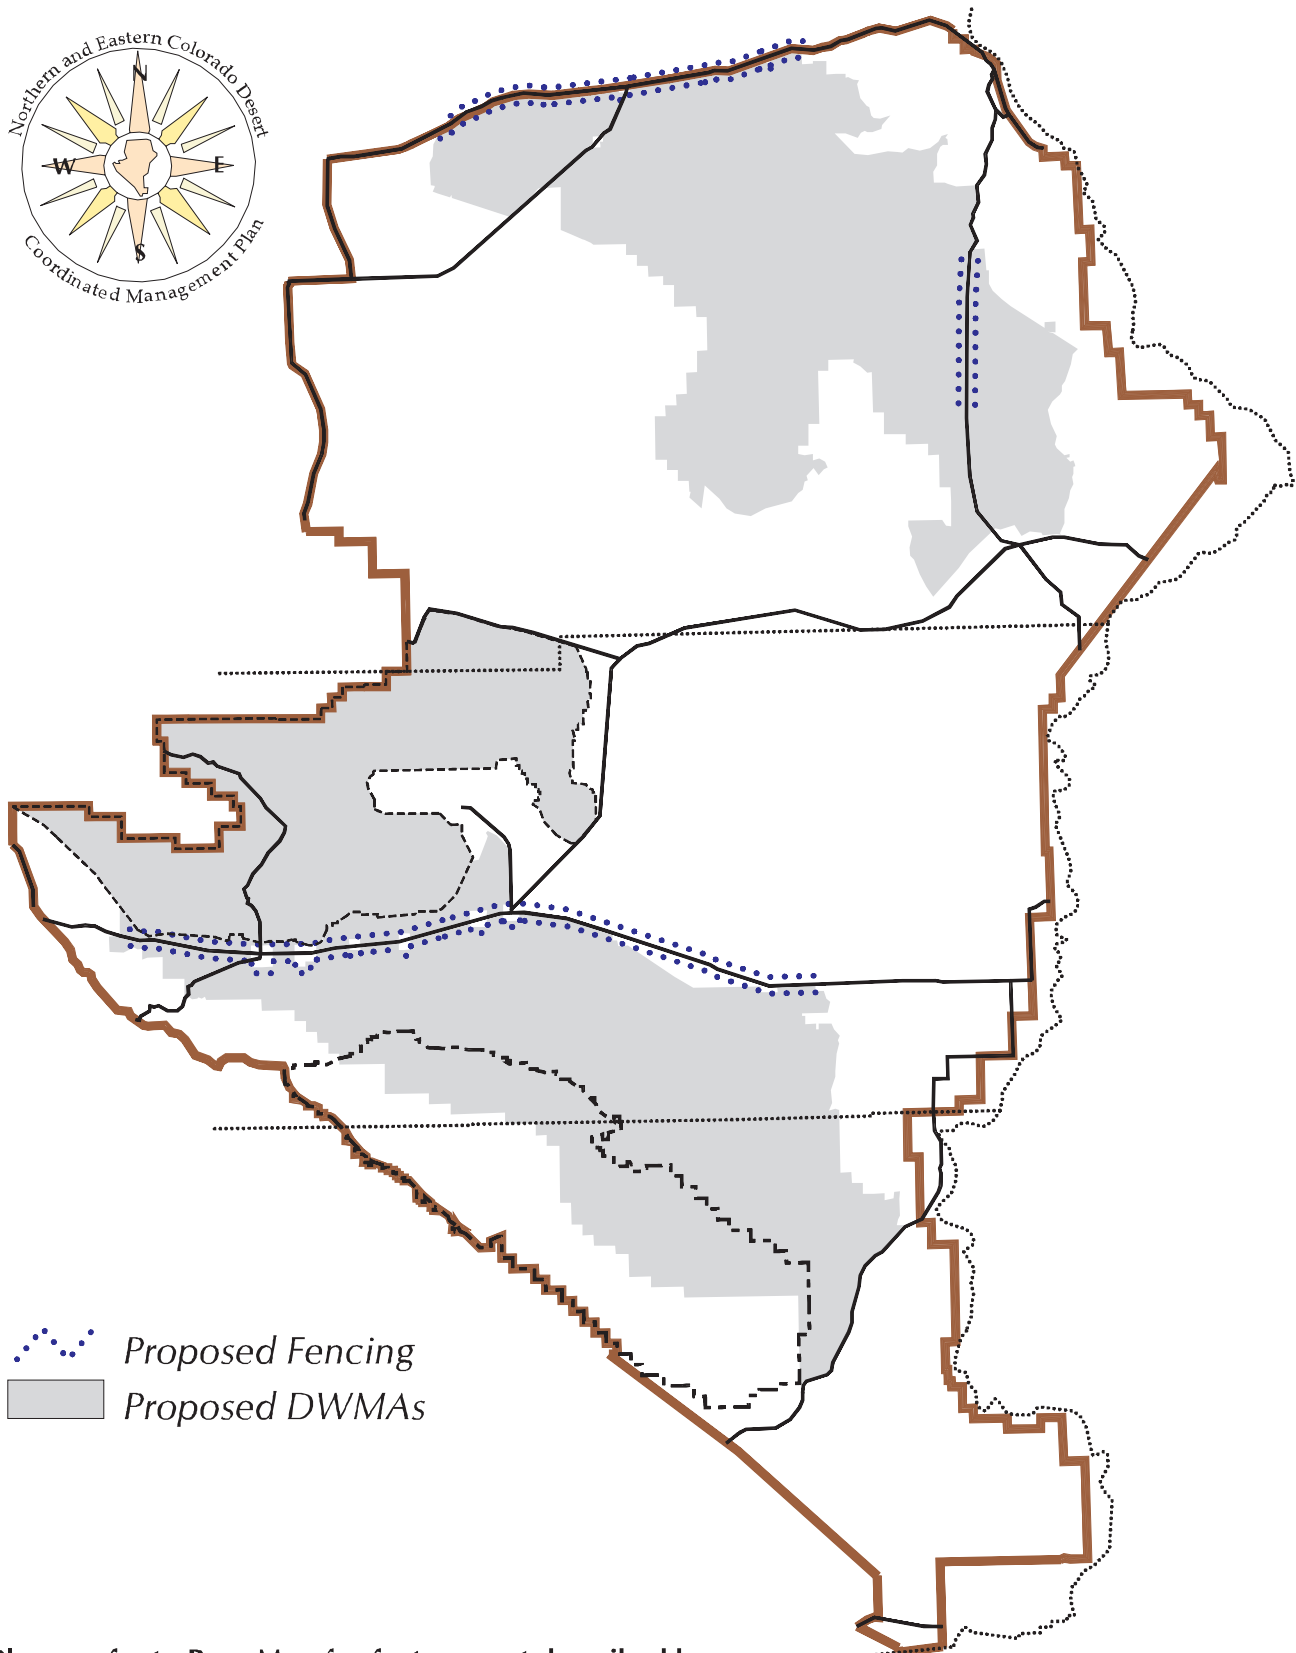 Northern and Eastern Colorado Desert
N
W
E
S
Coordinated Management Plan
Proposed Fencing
Proposed DWMAs